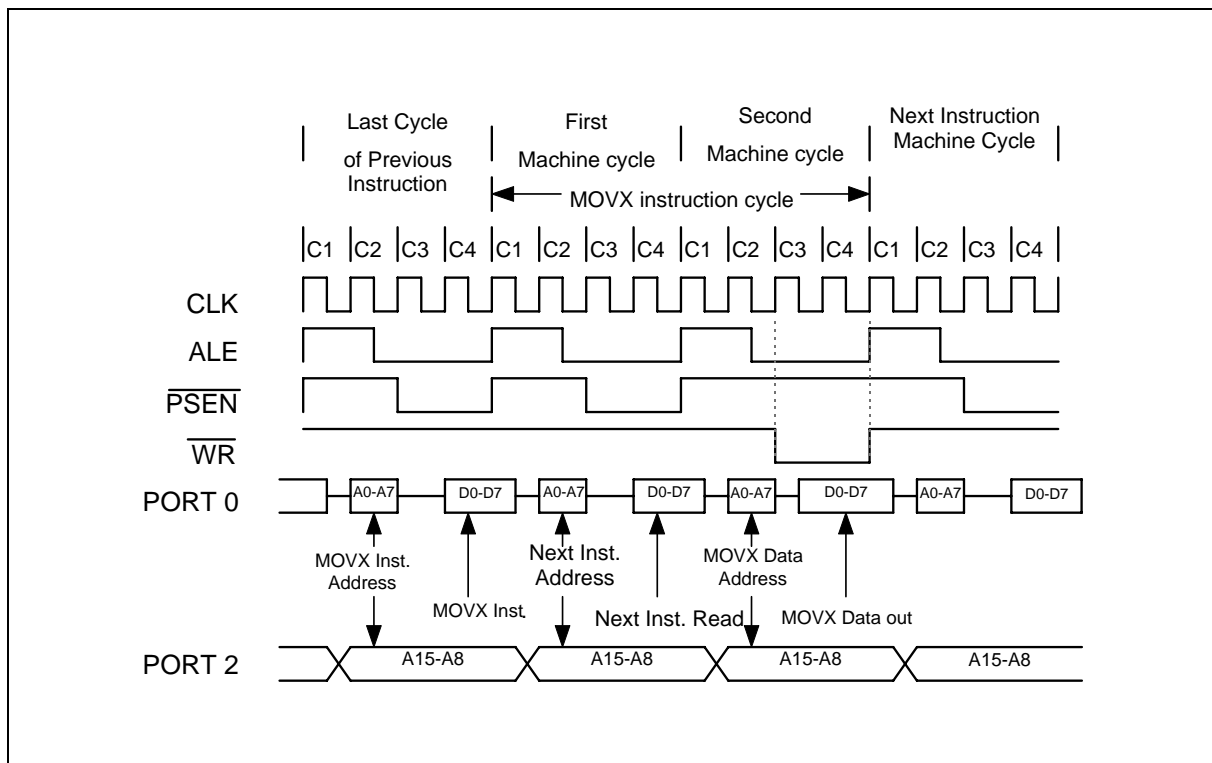 Last Cycle
of Previous
Instruction
First
Machine cycle
Second
Machine cycle
Next Instruction
Machine Cycle
MOVX instruction cycle
C1 C2 C3 C4 C1 C2 C3 C4 C1 C2 C3 C4 C1 C2 C3 C4
CLK
ALE
PSEN
WR
PORT 0
A0-A7 D0-D7 A0-A7 D0-D7 A0-A7 D0-D7 A0-A7 D0-D7
MOVX Inst.
Address
MOVX Inst.
Next Inst.
Address
Next Inst. Read
MOVX Data
Address
MOVX Data out
PORT 2
A15-A8 A15-A8 A15-A8 A15-A8